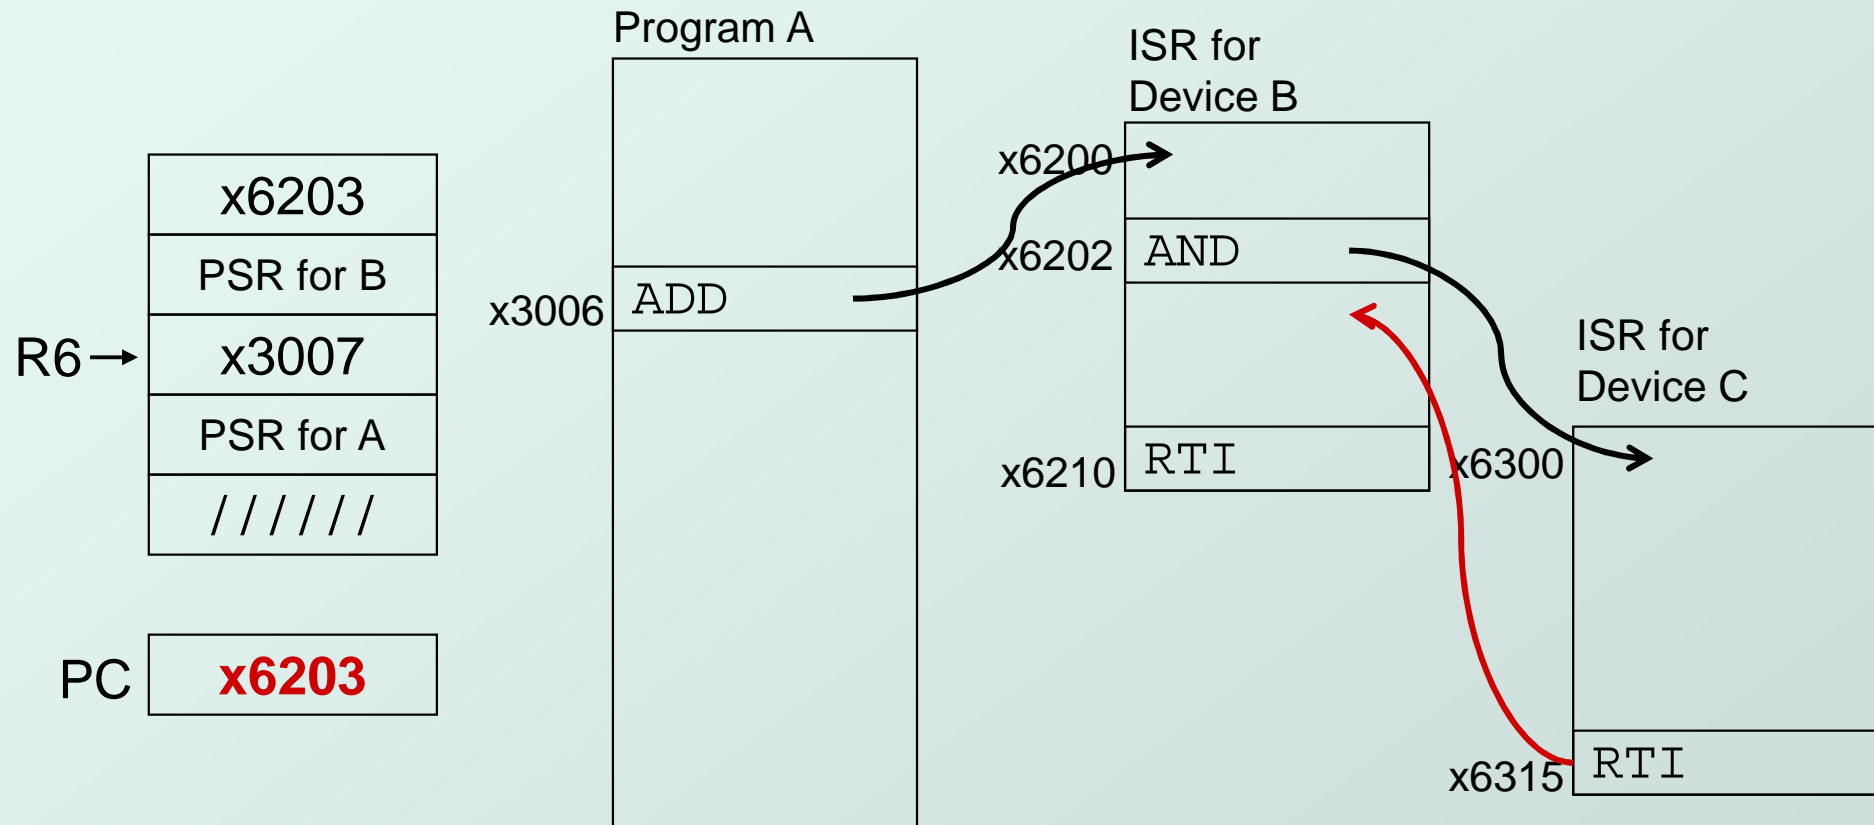 Program A
ISR for
Device B
x6203
PSR for B
R6
x3007
PSR for A
//////
PC
x6203
x3006
ADD
x6200
x6202
AND
x6210
RTI
ISR for
Device C
x6300
x6315
RTI